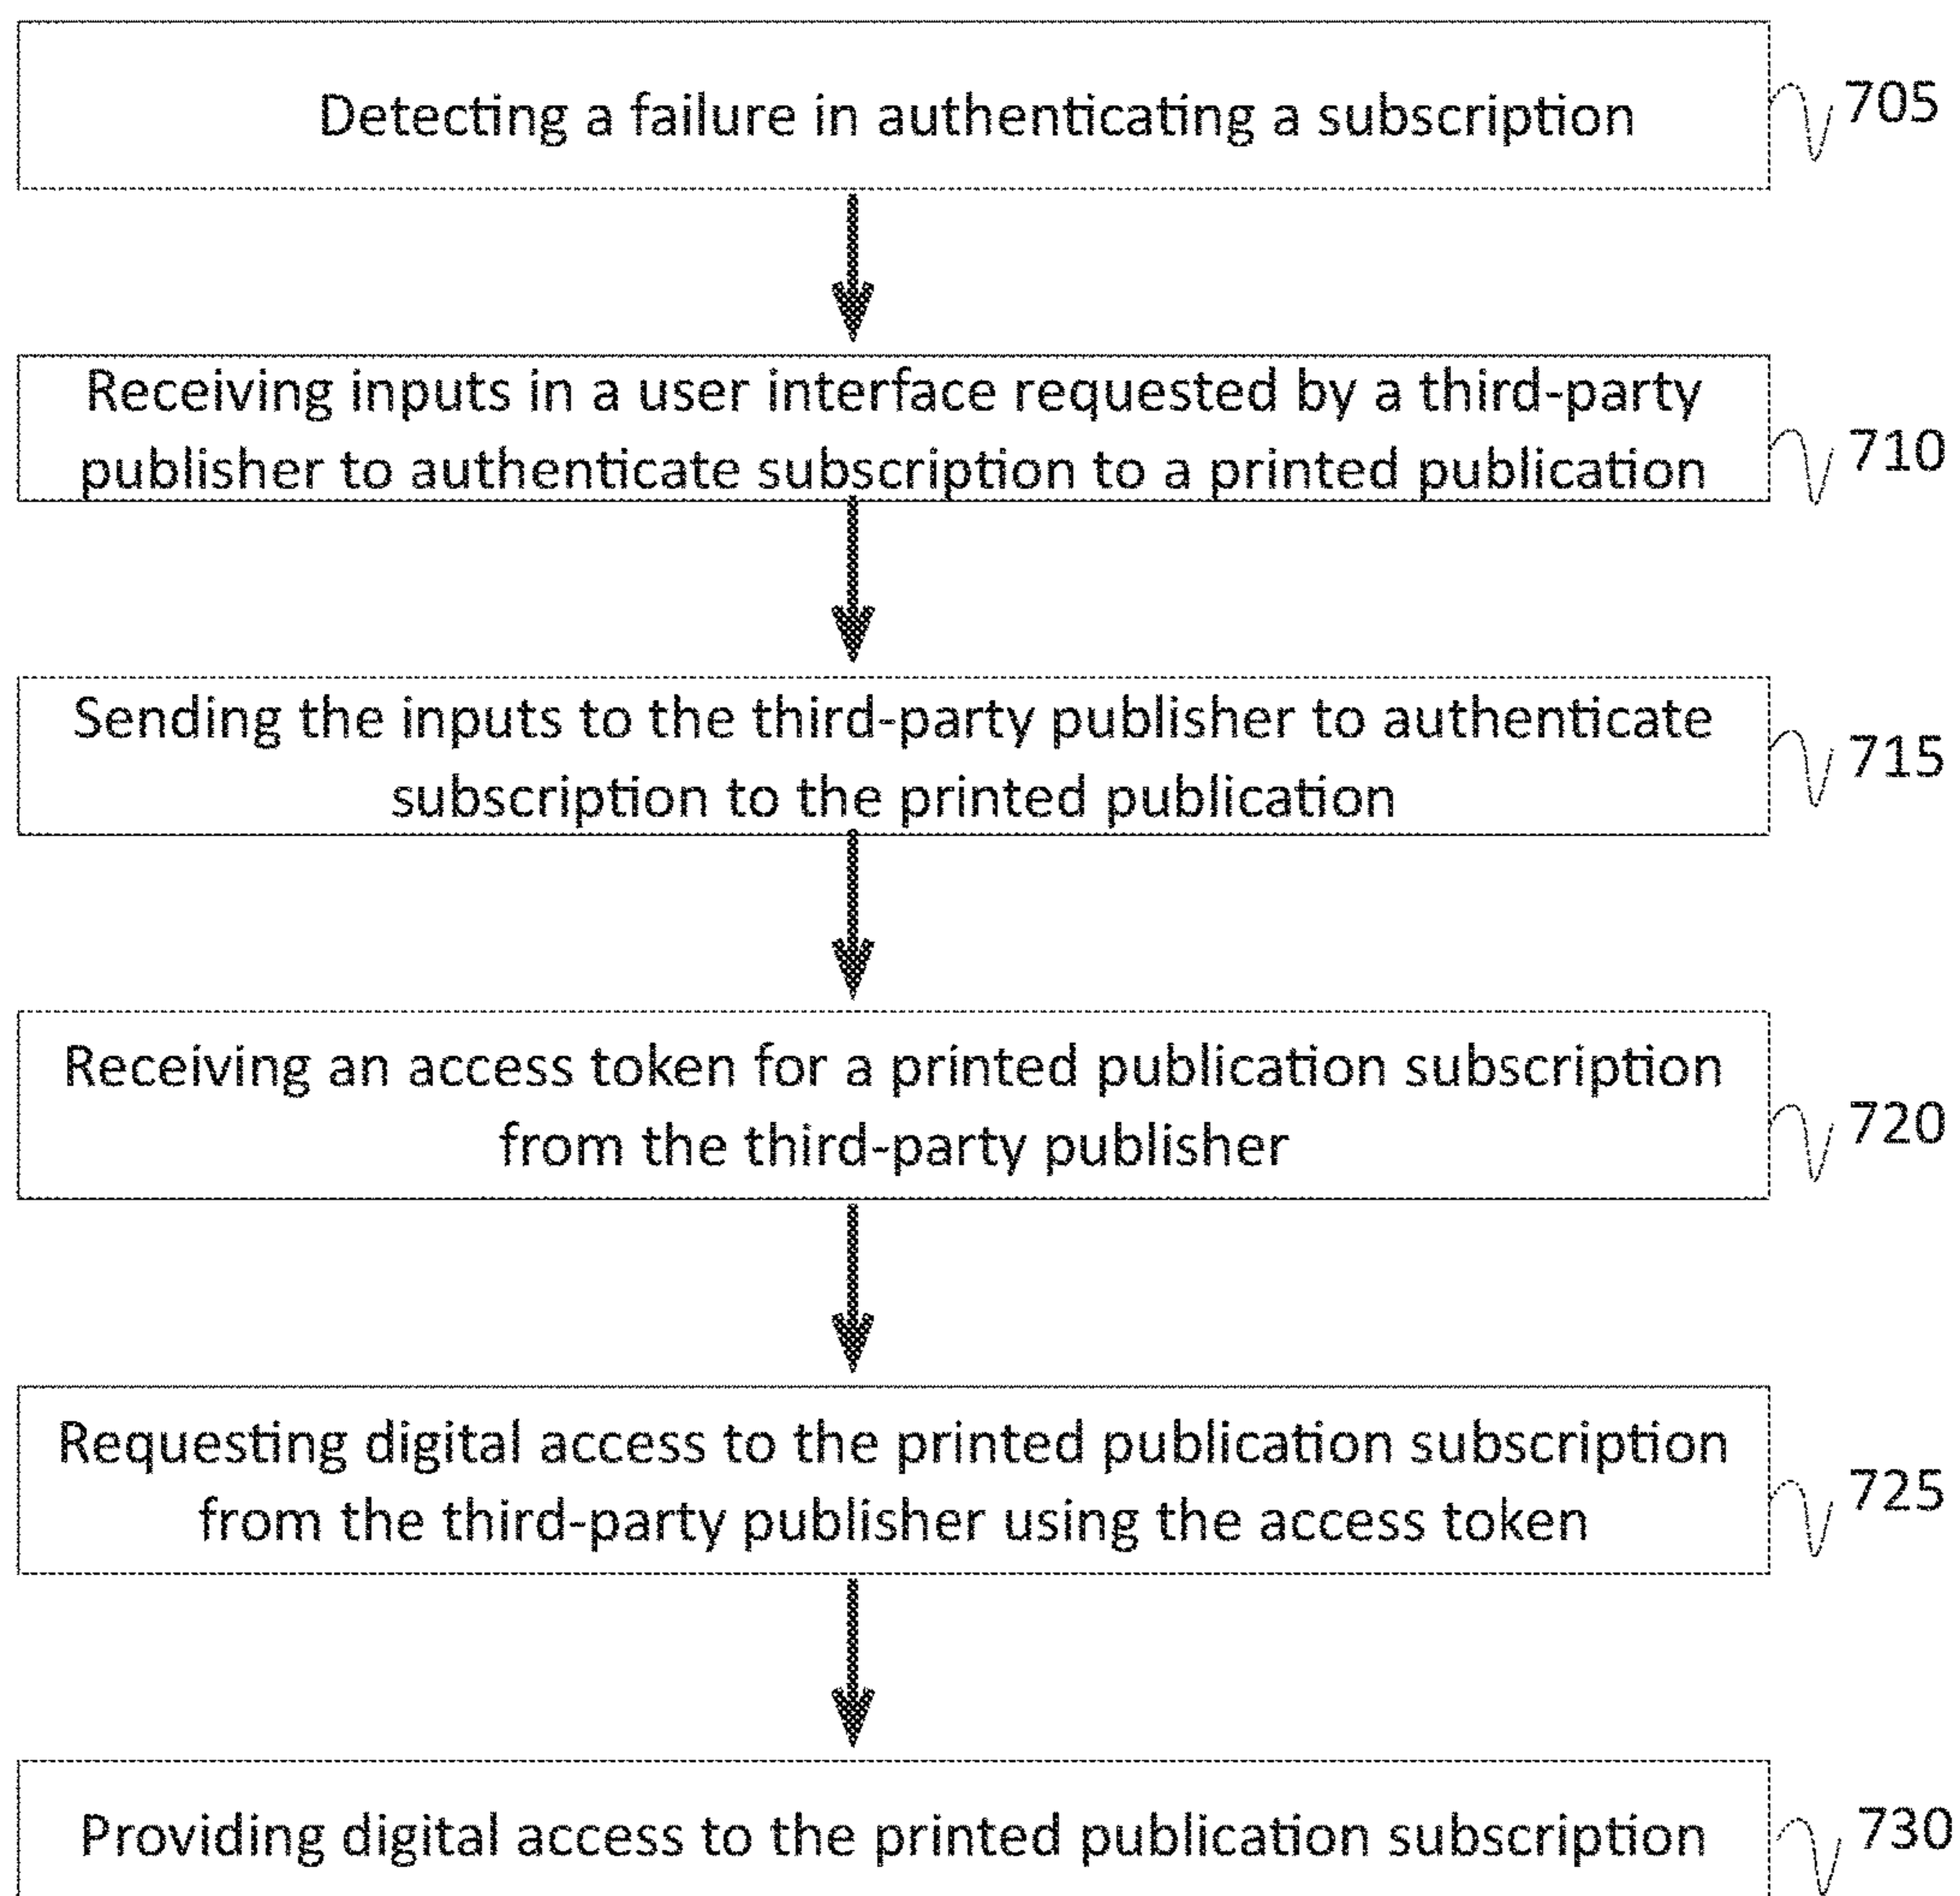 Detecting a failure in authenticating a subscription
705
Receiving inputs in a user interface requested by a third-party
publisher to authenticate subscription to a printed publication
710
Sending the inputs to the third-party publisher to authenticate
subscription to the printed publication
715
Receiving an access token for a printed publication subscription
from the third-party publisher
720
Requesting digital access to the printed publication subscription
from the third-party publisher using the access token
725
Providing digital access to the printed publication subscription
730